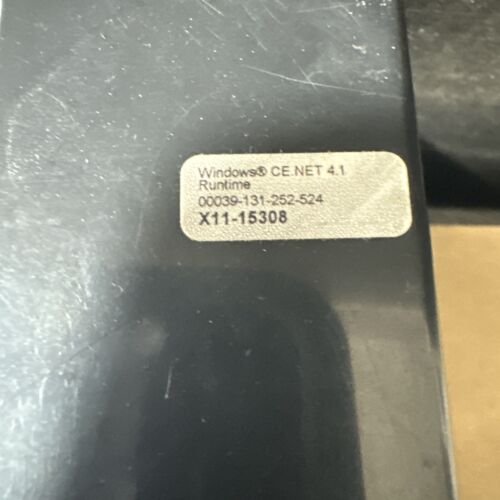 Windows® CE.NET 4.1
Runtime
00039-131-252-524
X11-15308